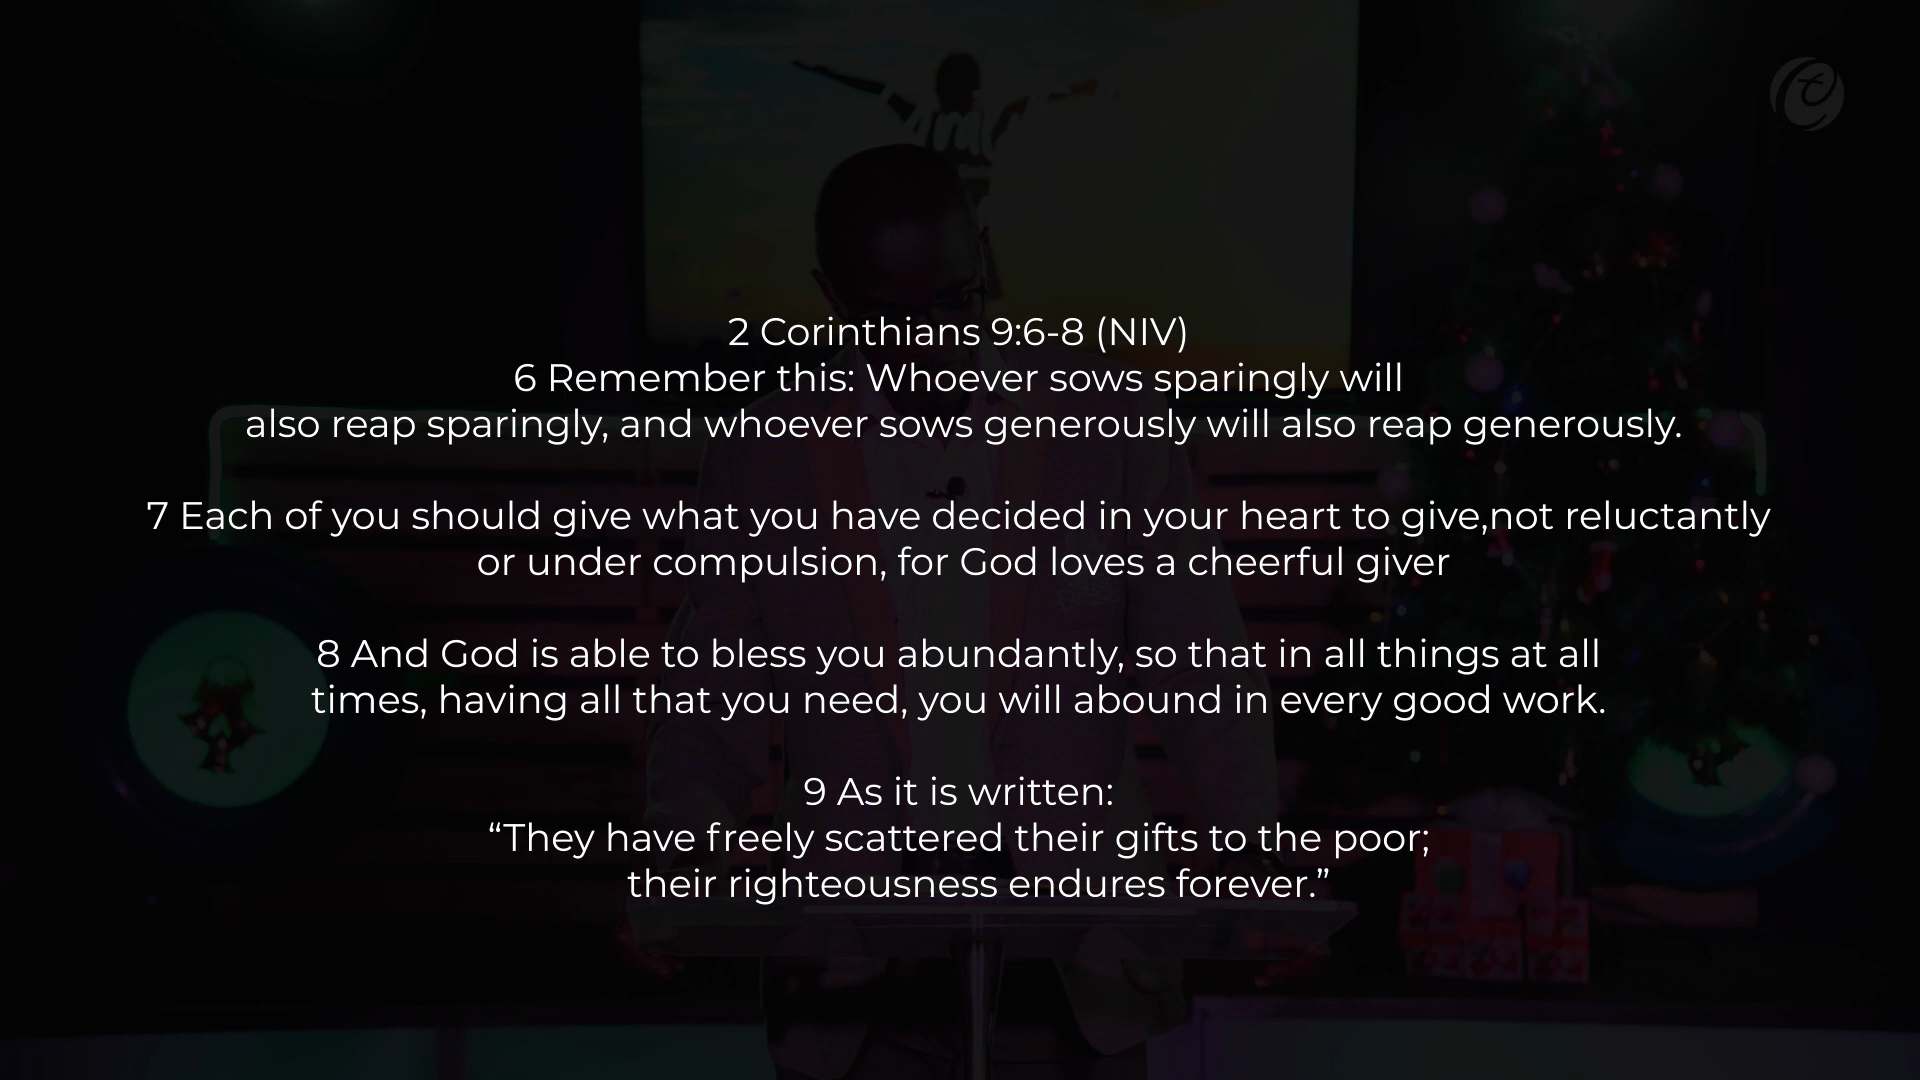 2 Corinthians 9:6-8 (NIV)
6 Remember this: Whoever sows sparingly will
also reap sparingly, and whoever sows generously will also reap generously.
7 Each of you should give what you have decided in your heart to give,not reluctantly
or under compulsion, for God loves a cheerful giver
8 And God is able to bless you abundantly, so that in all things at all
times, having all that you need, you will abound in every good work.
9 As it is written:
“They have freely scattered their gifts to the poor;
their righteousness endures forever.”